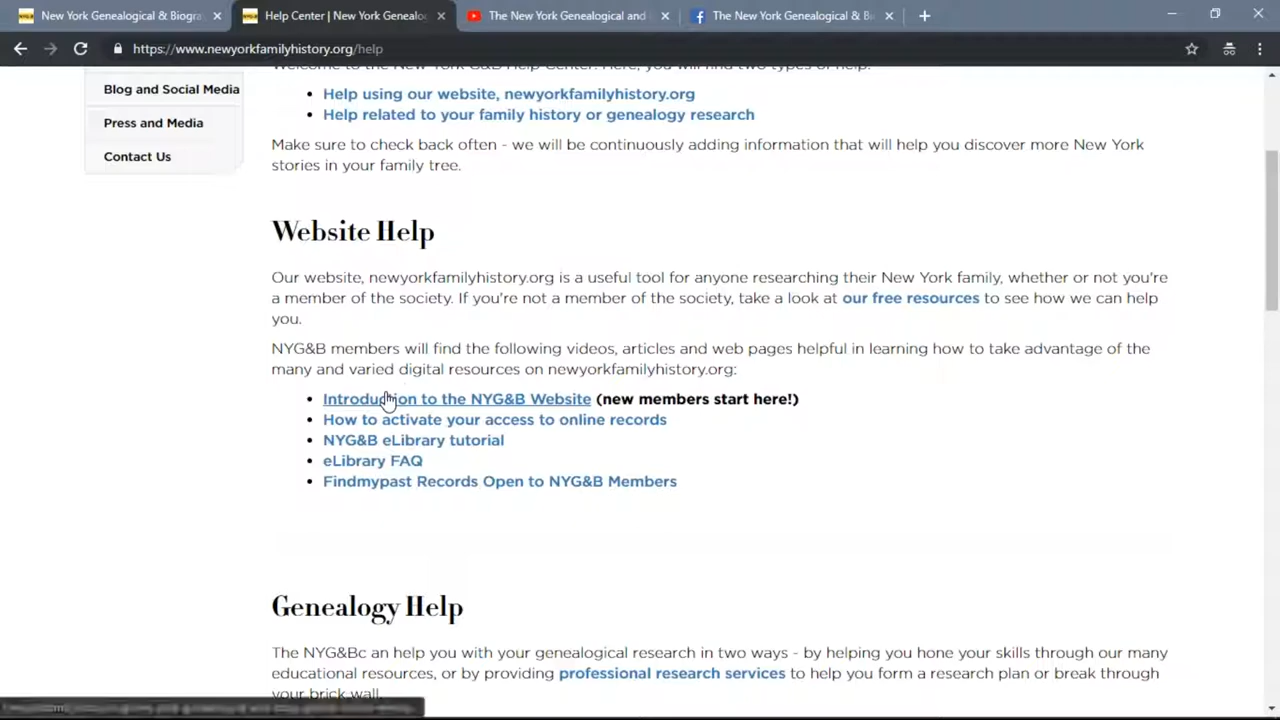 New York Genealogical & Biogra
Help Center | New York Genealo
The New York Genealogical and
The New York Genealogical & Bi
https://www.newyorkfamilyhistory.org/help
Blog and Social Media
Press and Media
Contact Us
Welcome to the New York G&B Help Center. Here, you will find two types of help:
Help using our website, newyorkfamilyhistory.org
Help related to your family history or genealogy research
Make sure to check back often - we will be continuously adding information that will help you discover more New York
stories in your family tree.
Website Help
Our website, newyorkfamilyhistory.org is a useful tool for anyone researching their New York family, whether or not you're
a member of the society. If you're not a member of the society, take a look at our free resources to see how we can help
you.
NYG&B members will find the following videos, articles and web pages helpful in learning how to take advantage of the
many and varied digital resources on newyorkfamilyhistory.org:
Introduction to the NYG&B Website (new members start here!)
How to activate your access to online records
NYG&B eLibrary tutorial
eLibrary FAQ
Findmypast Records Open to NYG&B Members
Genealogy Help
The NYG&Bc an help you with your genealogical research in two ways - by helping you hone your skills through our many
educational resources, or by providing professional research services to help you form a research plan or break through
your brick wall.